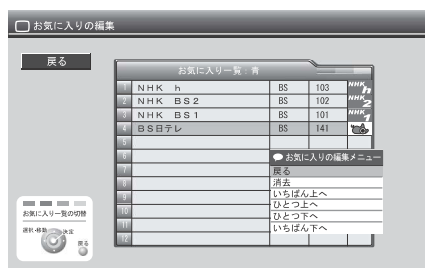 お気に入りの編集
戻る
お気に入り一覧:青
1 NHK h BS 103 NHK h
2 NHK BS2 BS 102 NHK 2
3 NHK BS1 BS 101 NHK 1
4 BS日テレ BS 141
5
6
7
8
9
10
11
12
お気に入りの編集メニュー
戻る
消去
いちばん上へ
ひとつ上へ
ひとつ下へ
いちばん下へ
お気に入り一覧の切替
選択・移動 決定
戻る